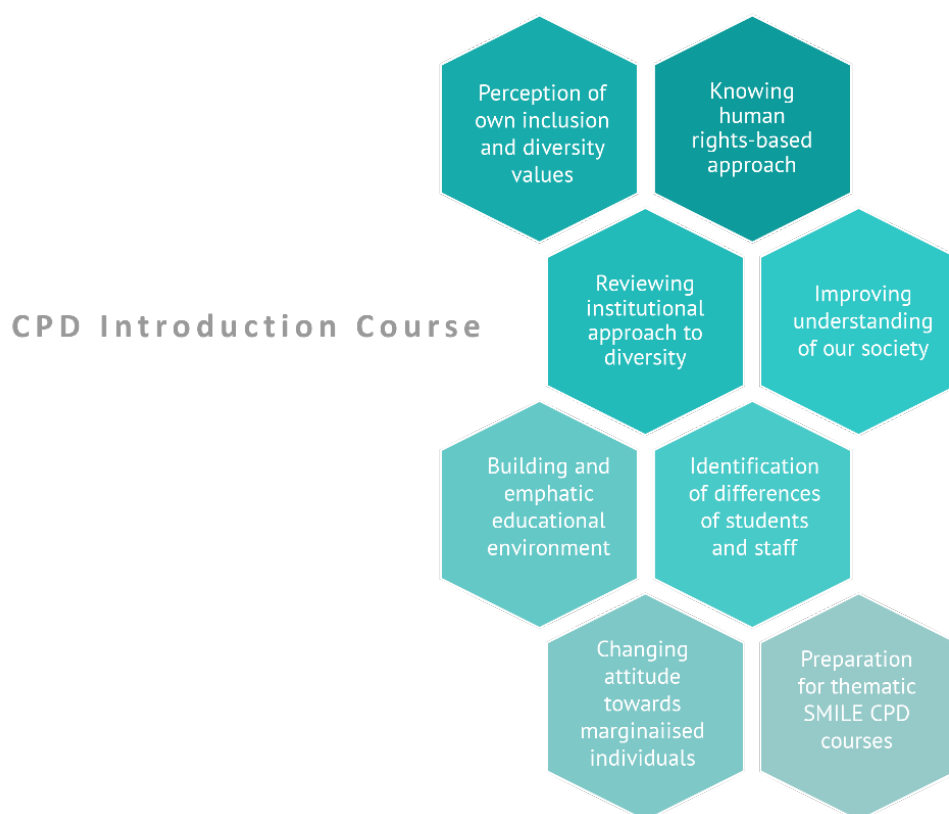 Perception of
own inclusion
and diversity
values
Knowing
human
rights-based
approach
Reviewing
institutional
approach to
diversity
Improving
understanding
of our society
CPD Introduction Course
Building and
emphatic
educational
environment
Identification
of differences
of students
and staff
Changing
attitude
towards
marginaiised
individuals
Preparation
for thematic
SMILE CPD
courses